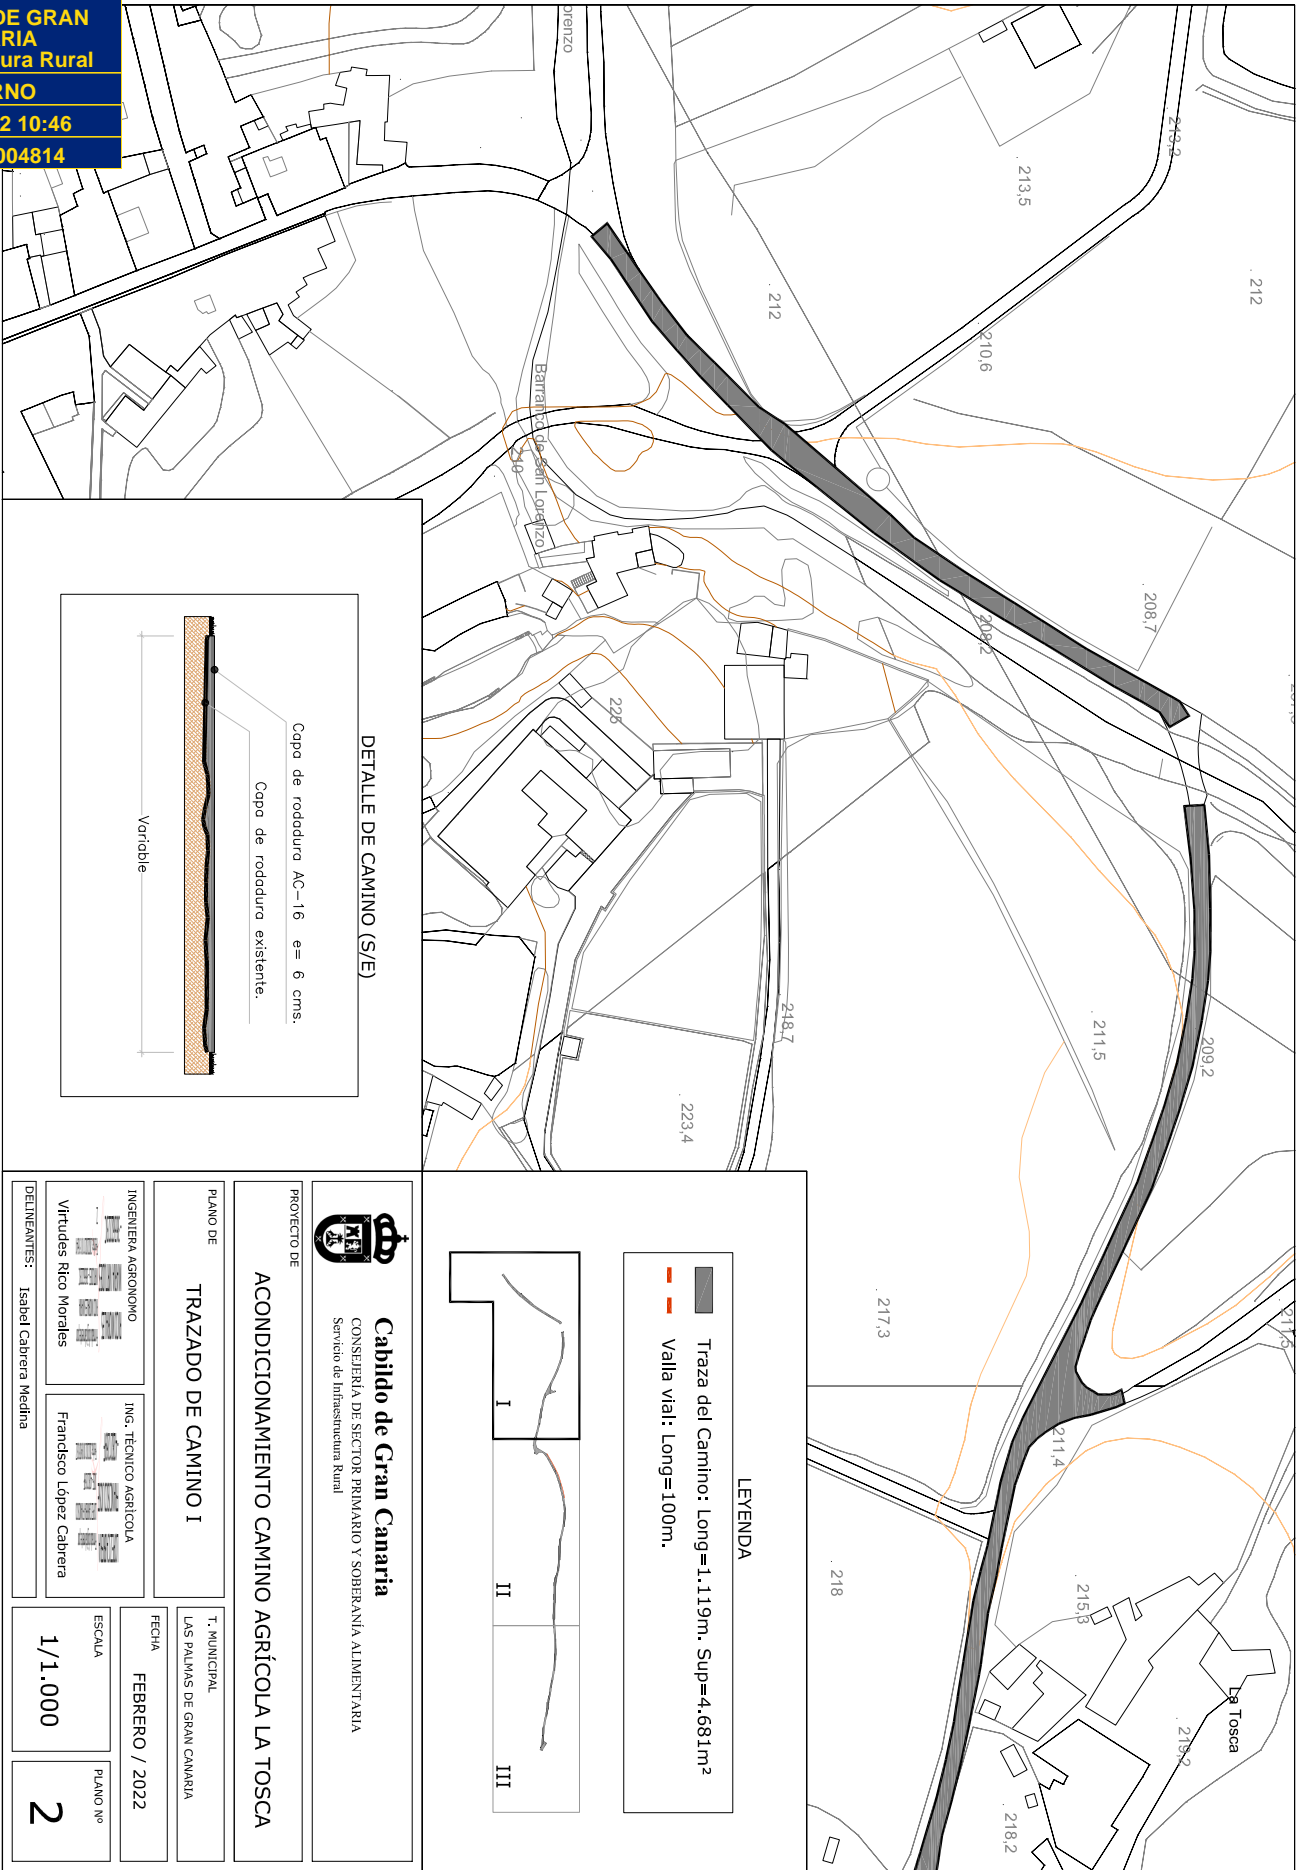 DE GRAN
RIA
ura Rural
RNO
2 10:46
004814
orenzo
213,2
213,5
212
212
210,6
Barranco de San Lorenzo
210
208,7
208,2
225
209,2
211,5
218,7
223,4
217,3
211,5
211,4
218
215,3
La Tosca
219,2
218,2
DETALLE DE CAMINO (S/E)
Capa de rodadura AC-16 e= 6 cms.
Capa de rodadura existente.
Variable
LEYENDA
Traza del Camino: Long=1.119m. Sup=4.681m²
Valla vial: Long=100m.
I
II
III
Cabildo de Gran Canaria
CONSEJERÍA DE SECTOR PRIMARIO Y SOBERANÍA ALIMENTARIA
Servicio de Infraestructura Rural
PROYECTO DE
ACONDICIONAMIENTO CAMINO AGRÍCOLA LA TOSCA
PLANO DE
TRAZADO DE CAMINO I
T. MUNICIPAL
LAS PALMAS DE GRAN CANARIA
FECHA
FEBRERO / 2022
INGENIERA AGRONOMO
Virtudes Rico Morales
ING. TÉCNICO AGRÍCOLA
Francisco López Cabrera
DELINEANTES: Isabel Cabrera Medina
ESCALA
1/1.000
PLANO Nº
2